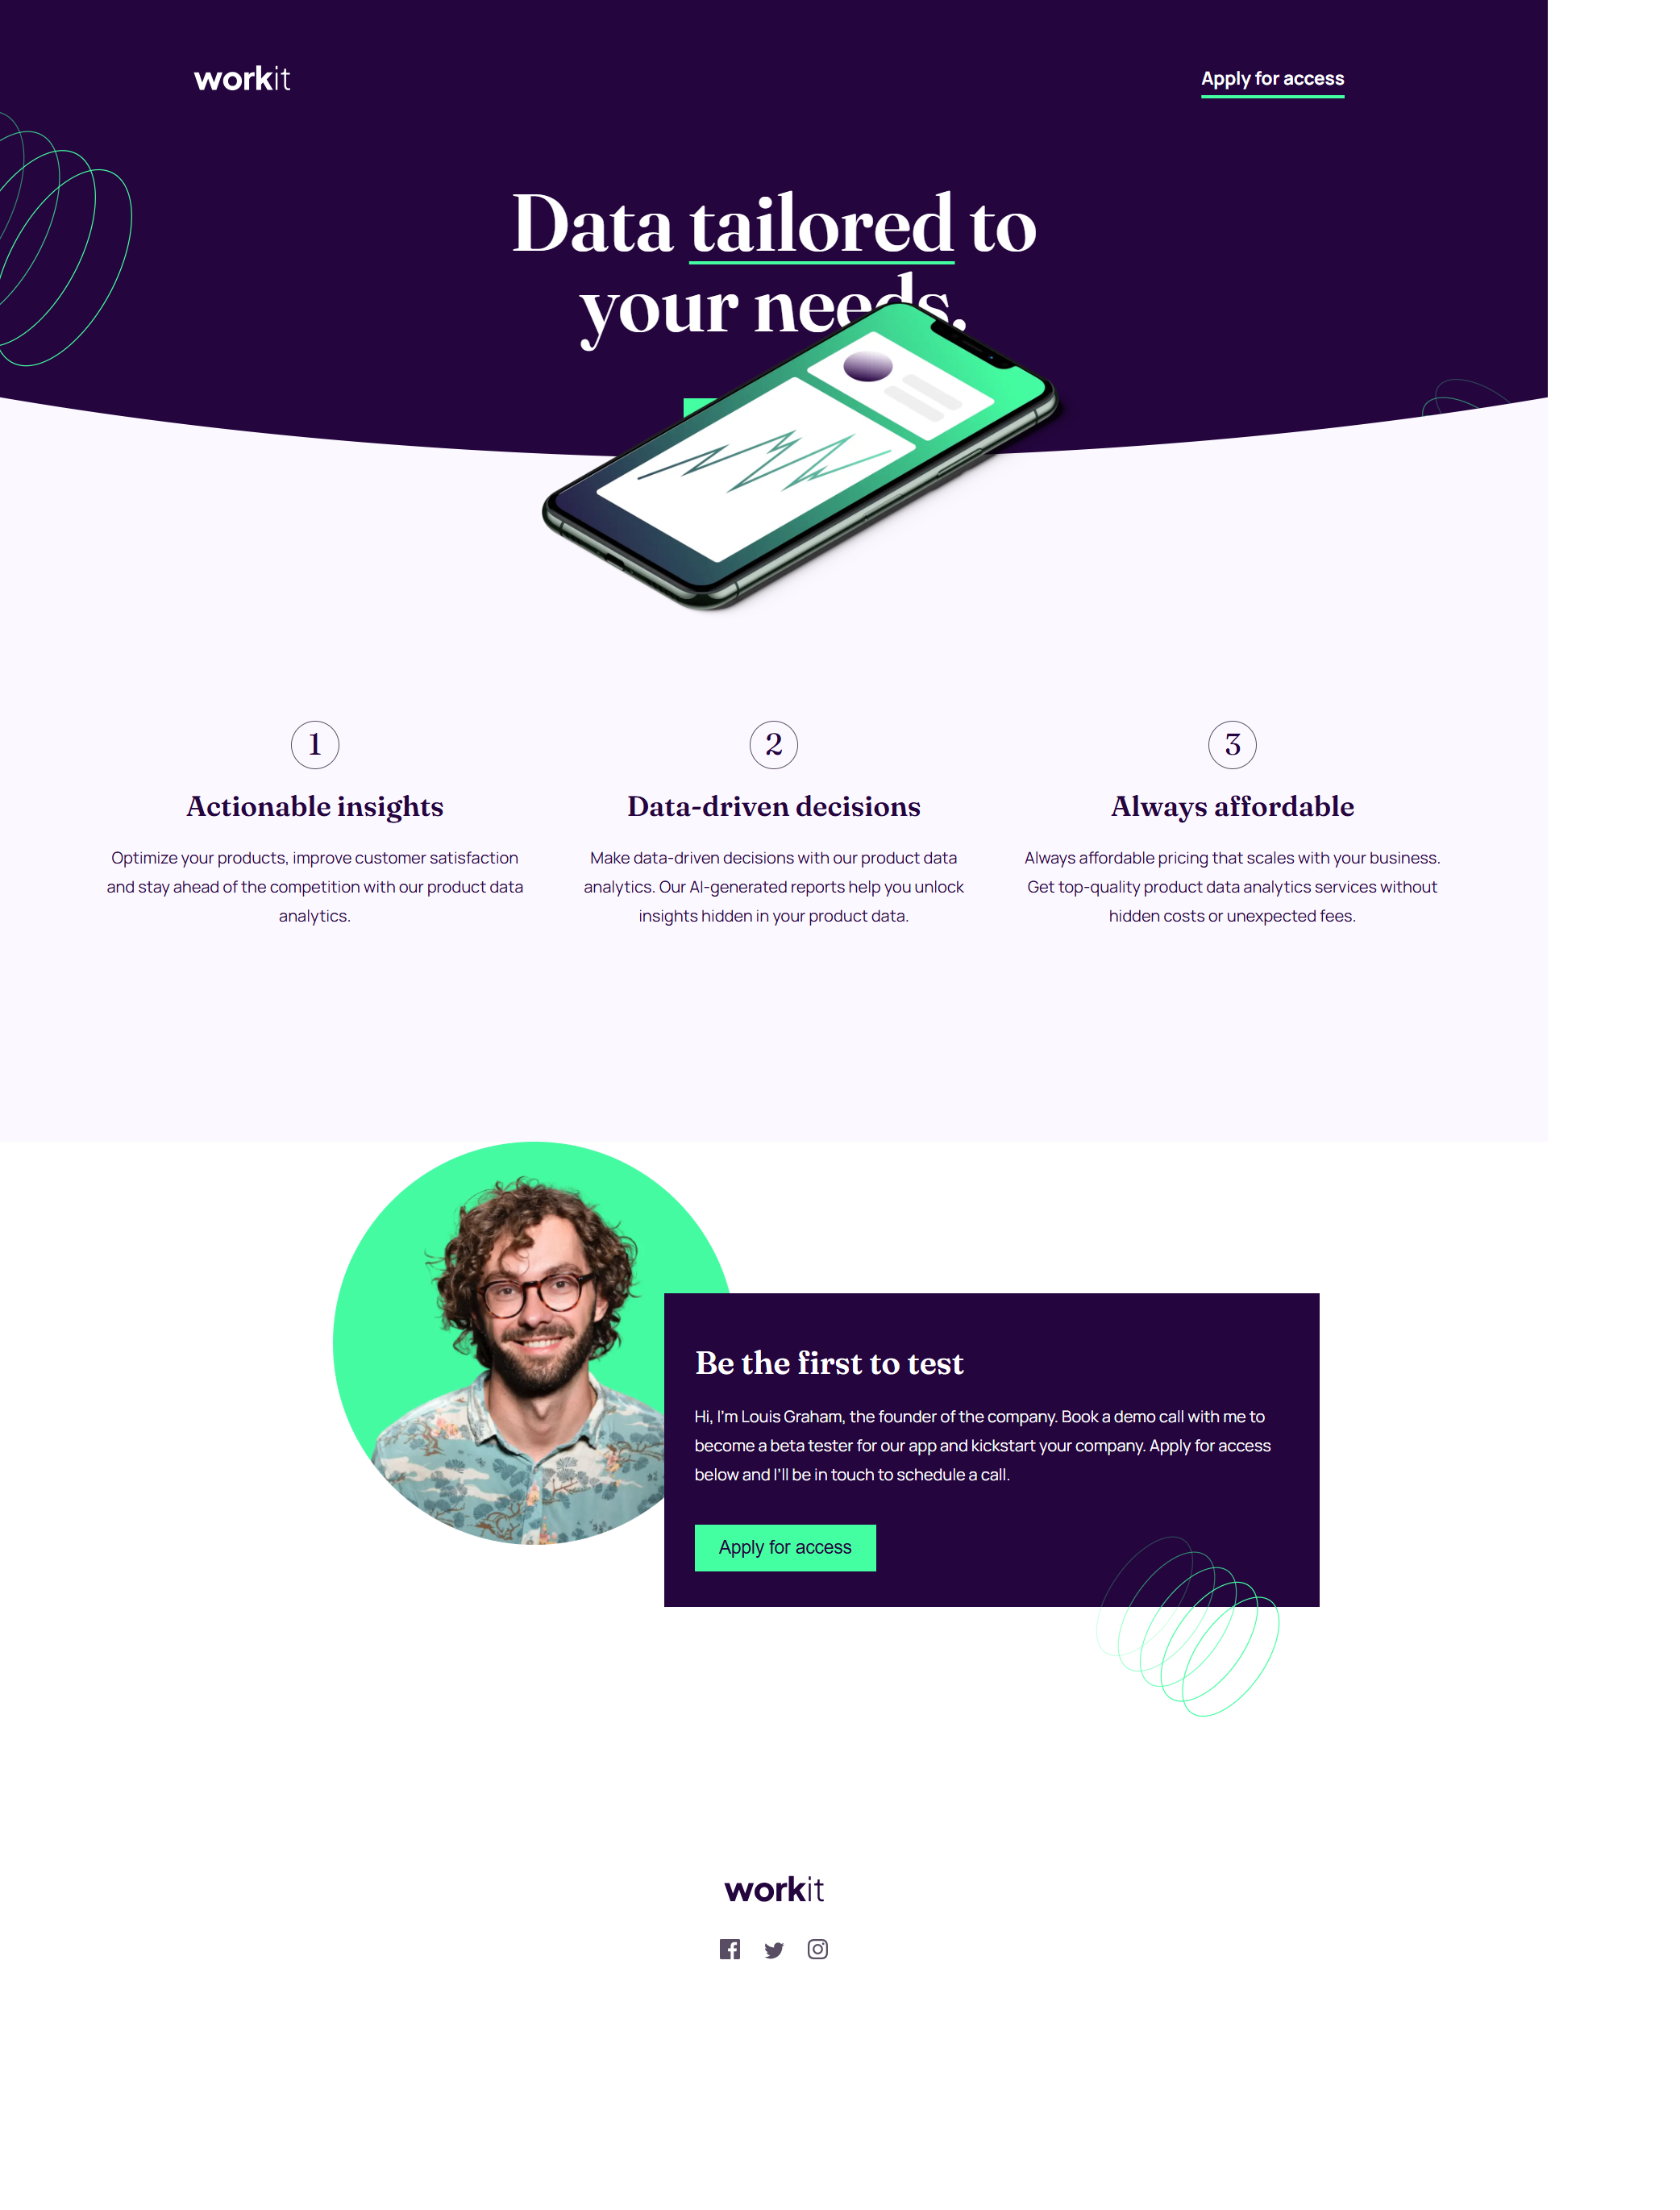 workit
Apply for access
Data tailored to
your needs.
1
2
3
Actionable insights
Data-driven decisions
Always affordable
Optimize your products, improve customer satisfaction
and stay ahead of the competition with our product data
analytics.
Make data-driven decisions with our product data
analytics. Our AI-generated reports help you unlock
insights hidden in your product data.
Always affordable pricing that scales with your business.
Get top-quality product data analytics services without
hidden costs or unexpected fees.
Be the first to test
Hi, I'm Louis Graham, the founder of the company. Book a demo call with me to
become a beta tester for our app and kickstart your company. Apply for access
below and I'll be in touch to schedule a call.
Apply for access
workit